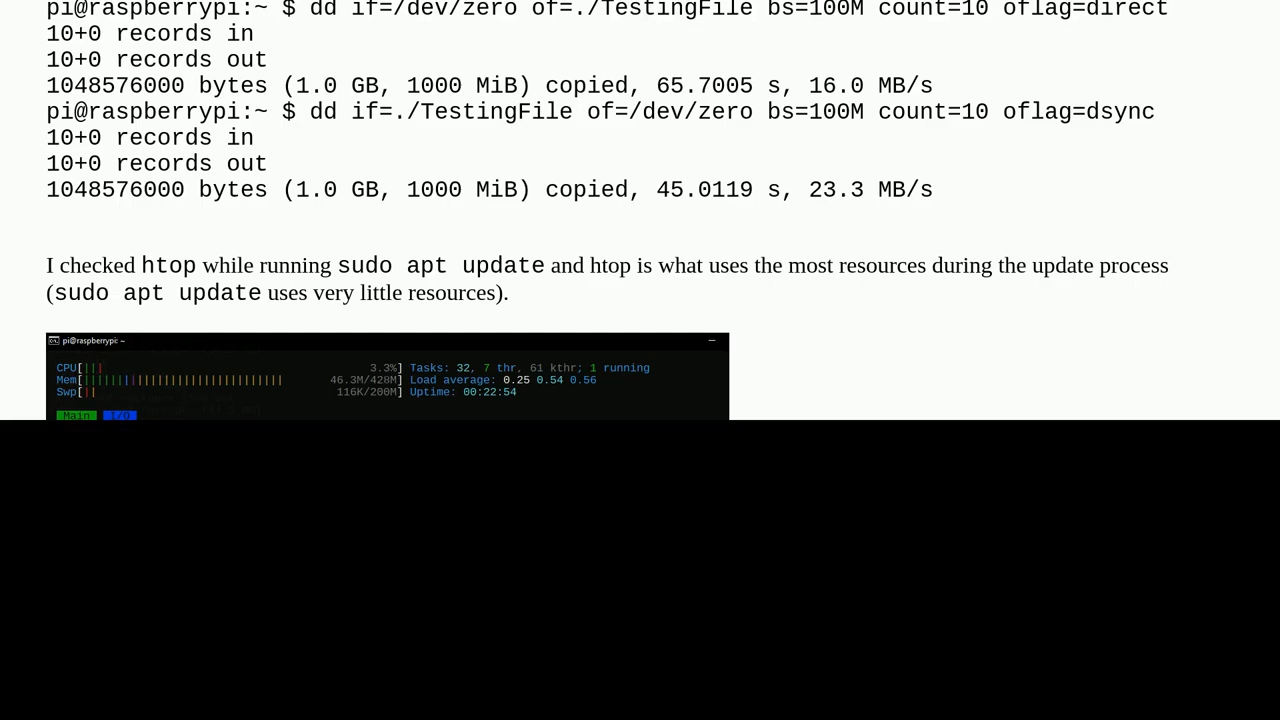 pi@raspberrypi:~ $ dd if=/dev/zero of=./TestingFile bs=100M count=10 oflag=direct
10+0 records in
10+0 records out
1048576000 bytes (1.0 GB, 1000 MiB) copied, 65.7005 s, 16.0 MB/s
pi@raspberrypi:~ $ dd if=./TestingFile of=/dev/zero bs=100M count=10 oflag=dsync
10+0 records in
10+0 records out
1048576000 bytes (1.0 GB, 1000 MiB) copied, 45.0119 s, 23.3 MB/s
I checked htop while running sudo apt update and htop is what uses the most resources during the update process
(sudo apt update uses very little resources).
pi@raspberrypi: ~
CPU[||| 3.3%] Tasks: 32, 7 thr, 61 kthr; 1 running
Mem[|||||||||||||||||||||||||||||| 46.3M/428M] Load average: 0.25 0.54 0.56
Swp[|| 116K/200M] Uptime: 00:22:54
Main I/O